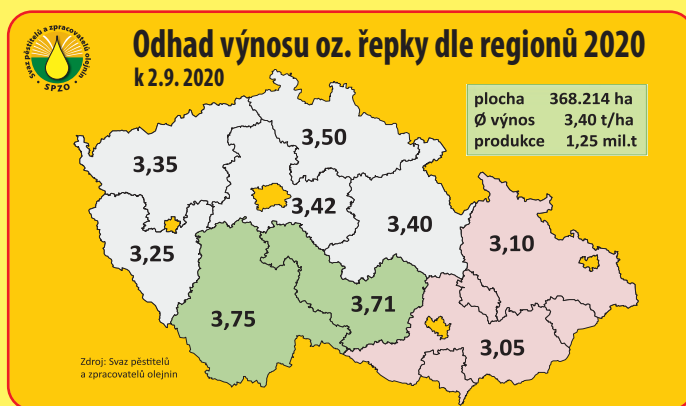 Svaz pěstitelů a zpracovatelů olejnin
• SPZO •
Odhad výnosu oz. řepky dle regionů 2020
k 2.9. 2020
plocha 368.214 ha
Ø výnos 3,40 t/ha
produkce 1,25 mil.t
3,50
3,35
3,42
3,40
3,10
3,25
3,71
3,75
3,05
Zdroj: Svaz pěstitelů
a zpracovatelů olejnin